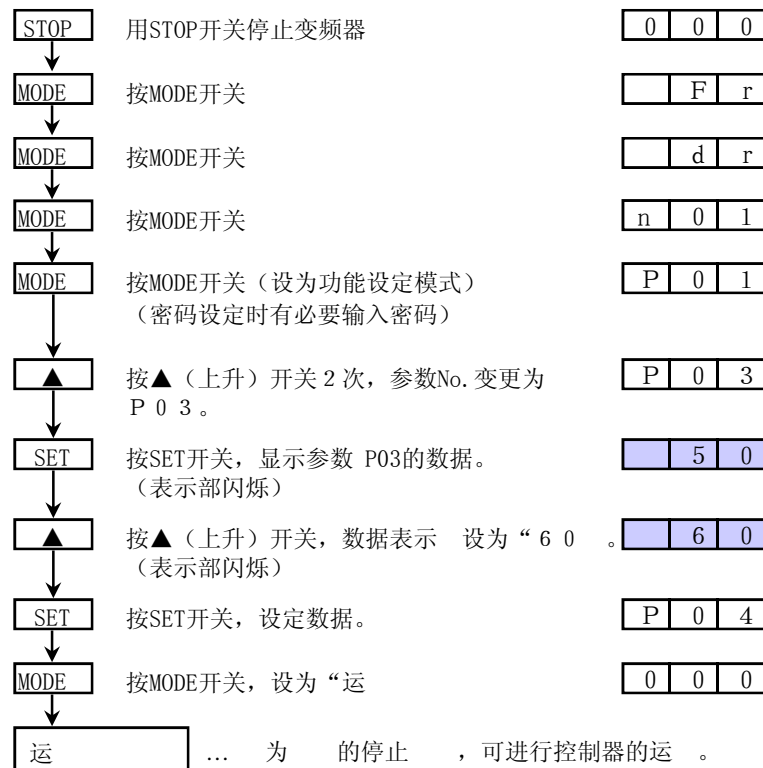 STOP 用STOP开关停止变频器 0 0 0
MODE 按MODE开关 F r
MODE 按MODE开关 d r
MODE 按MODE开关 n 0 1
MODE 按MODE开关（设为功能设定模式） P 0 1
（密码设定时有必要输入密码）
▲ 按▲（上升）开关２次，参数No.变更为 P 0 3
Ｐ０３。
SET 按SET开关，显示参数 P03的数据。 5 0
（表示部闪烁）
▲ 按▲（上升）开关，数据表示 设为“６０ 。 6 0
（表示部闪烁）
SET 按SET开关，设定数据。 P 0 4
MODE 按MODE开关，设为“运 0 0 0
运 … 为 的停止 ，可进行控制器的运 。